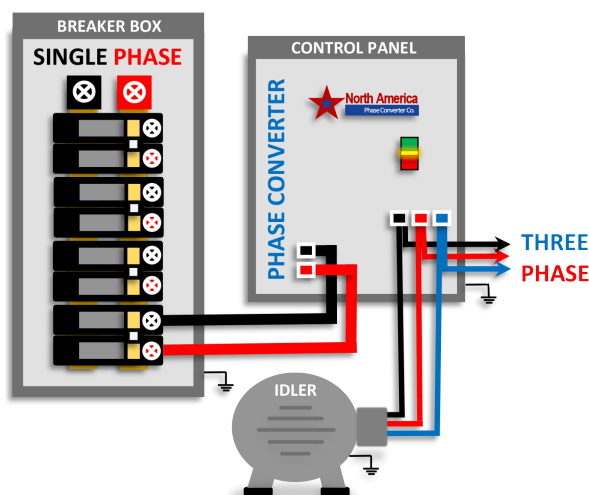 BREAKER BOX
SINGLE PHASE
CONTROL PANEL
PHASE CONVERTER
North America
Phase Converter Co.
THREE
PHASE
IDLER